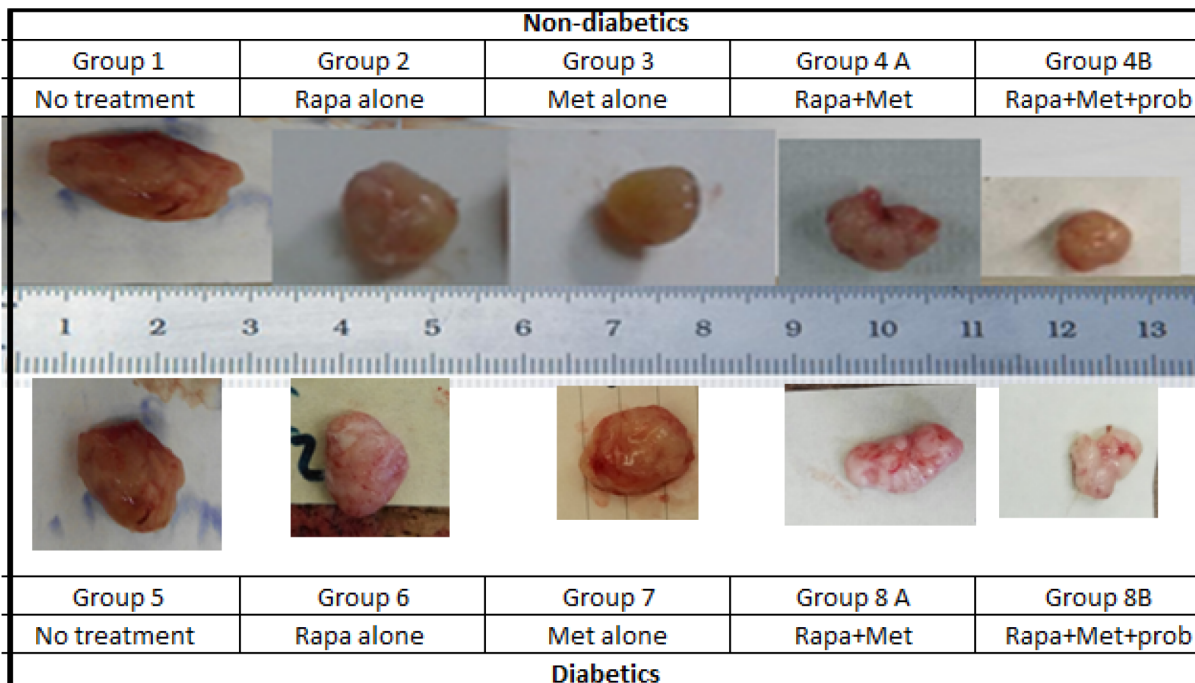 Non-diabetics
Group 1 Group 2 Group 3 Group 4 A Group 4B
No treatment Rapa alone Met alone Rapa+Met Rapa+Met+prob
1 2 3 4 5 6 7 8 9 10 11 12 13
2
Group 5 Group 6 Group 7 Group 8 A Group 8B
No treatment Rapa alone Met alone Rapa+Met Rapa+Met+prob
Diabetics